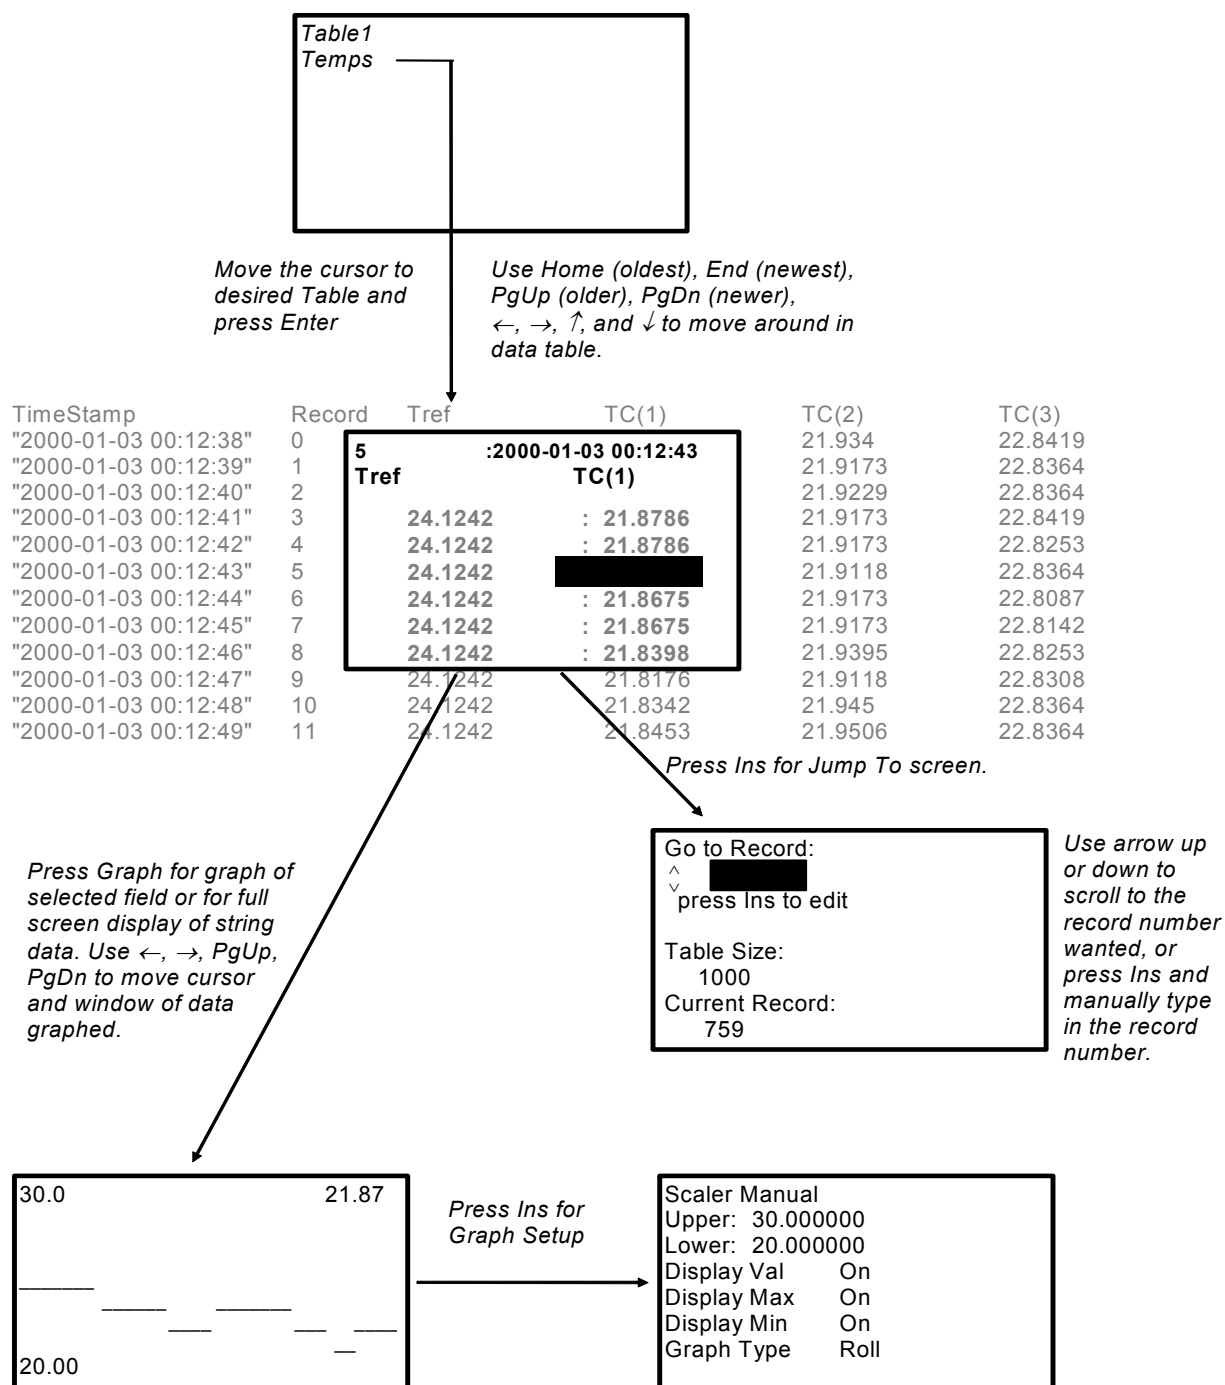 Table1
Temps
Move the cursor to
desired Table and
press Enter
Use Home (oldest), End (newest),
PgUp (older), PgDn (newer),
←, →, ↑, and ↓ to move around in
data table.
TimeStamp Record Tref TC(1) TC(2) TC(3)
"2000-01-03 00:12:38" 0 21.934 22.8419
5 :2000-01-03 00:12:43
"2000-01-03 00:12:39" 1 21.9173 22.8364
Tref TC(1)
"2000-01-03 00:12:40" 2 21.9229 22.8364
"2000-01-03 00:12:41" 3 24.1242 : 21.8786 21.9173 22.8419
"2000-01-03 00:12:42" 4 24.1242 : 21.8786 21.9173 22.8253
"2000-01-03 00:12:43" 5 24.1242 21.9118 22.8364
"2000-01-03 00:12:44" 6 24.1242 : 21.8675 21.9173 22.8087
"2000-01-03 00:12:45" 7 24.1242 : 21.8675 21.9173 22.8142
"2000-01-03 00:12:46" 8 24.1242 : 21.8398 21.9395 22.8253
"2000-01-03 00:12:47" 9 24.1242 21.8176 21.9118 22.8308
"2000-01-03 00:12:48" 10 24.1242 21.8342 21.945 22.8364
"2000-01-03 00:12:49" 11 24.1242 21.8453 21.9506 22.8364
Press Ins for Jump To screen.
Go to Record:
^
˅
press Ins to edit
Table Size:
1000
Current Record:
759
Use arrow up
or down to
scroll to the
record number
wanted, or
press Ins and
manually type
in the record
number.
Press Graph for graph of
selected field or for full
screen display of string
data. Use ←, →, PgUp,
PgDn to move cursor
and window of data
graphed.
30.0 21.87
20.00
Press Ins for
Graph Setup
Scaler Manual
Upper: 30.000000
Lower: 20.000000
Display Val On
Display Max On
Display Min On
Graph Type Roll